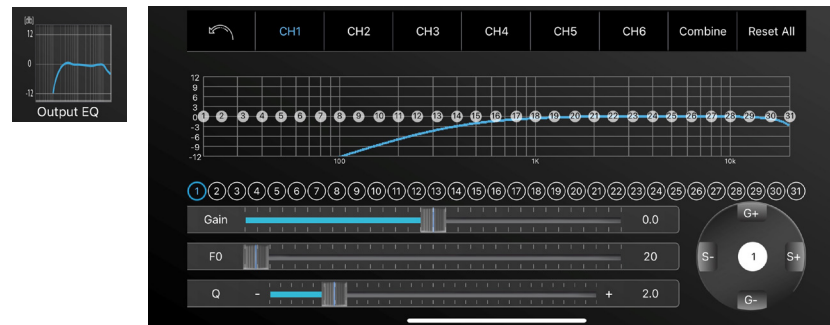 [db]
12
0
-12
Output EQ
CH1 CH2 CH3 CH4 CH5 CH6 Combine Reset All
12
9
6
3
0
-3
-6
-9
-12
1 2 3 4 5 6 7 8 9 10 11 12 13 14 15 16 17 18 19 20 21 22 23 24 25 26 27 28 29 30 31
100 1K 10k
1 2 3 4 5 6 7 8 9 10 11 12 13 14 15 16 17 18 19 20 21 22 23 24 25 26 27 28 29 30 31
Gain 0.0
F0 20
Q - + 2.0
G+
S- 1 S+
G-